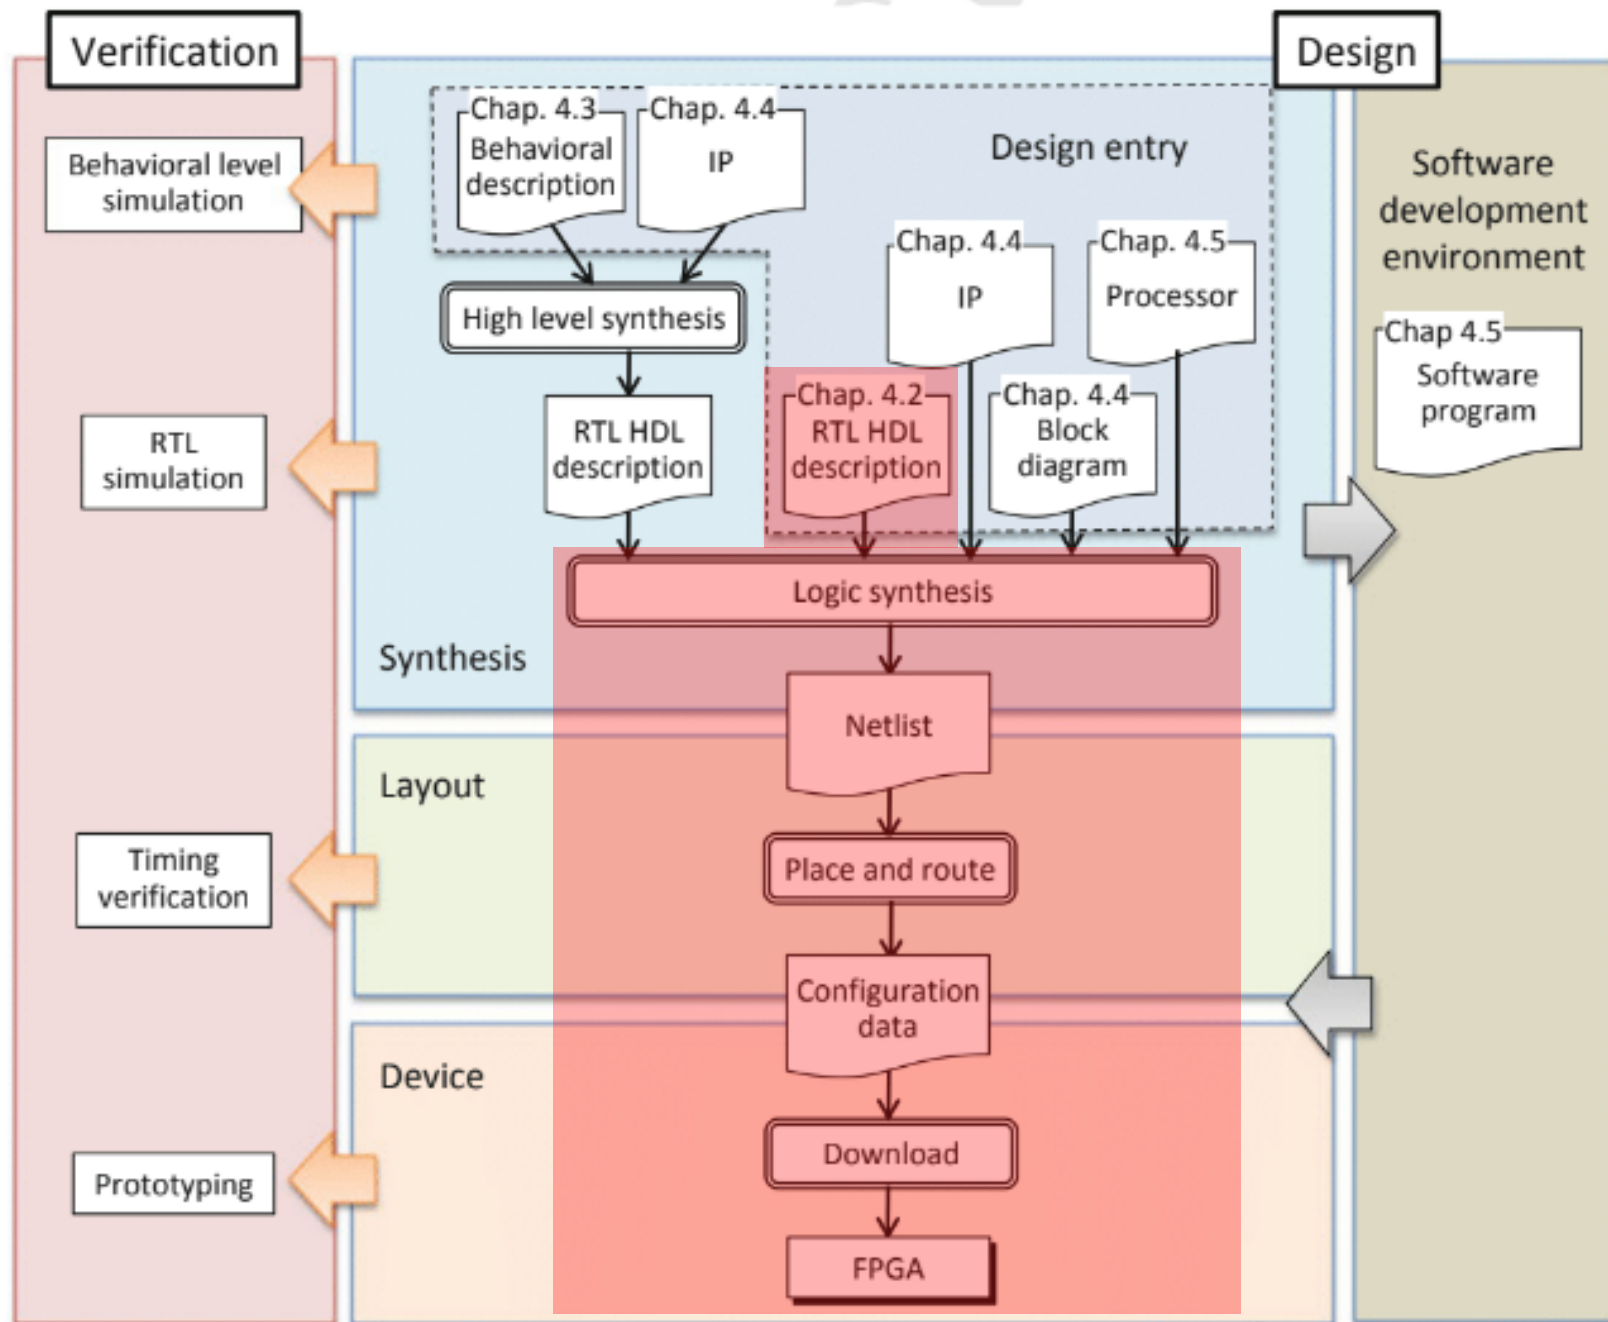 Verification
Design
Chap. 4.3
Behavioral
description
Chap. 4.4
IP
Design entry
Behavioral level
simulation
Software
development
environment
Chap. 4.4
IP
Chap. 4.5
Processor
High level synthesis
Chap 4.5
Software
program
RTL HDL
description
Chap. 4.2
RTL HDL
description
Chap. 4.4
Block
diagram
RTL
simulation
Logic synthesis
Synthesis
Netlist
Layout
Place and route
Timing
verification
Configuration
data
Device
Download
Prototyping
FPGA